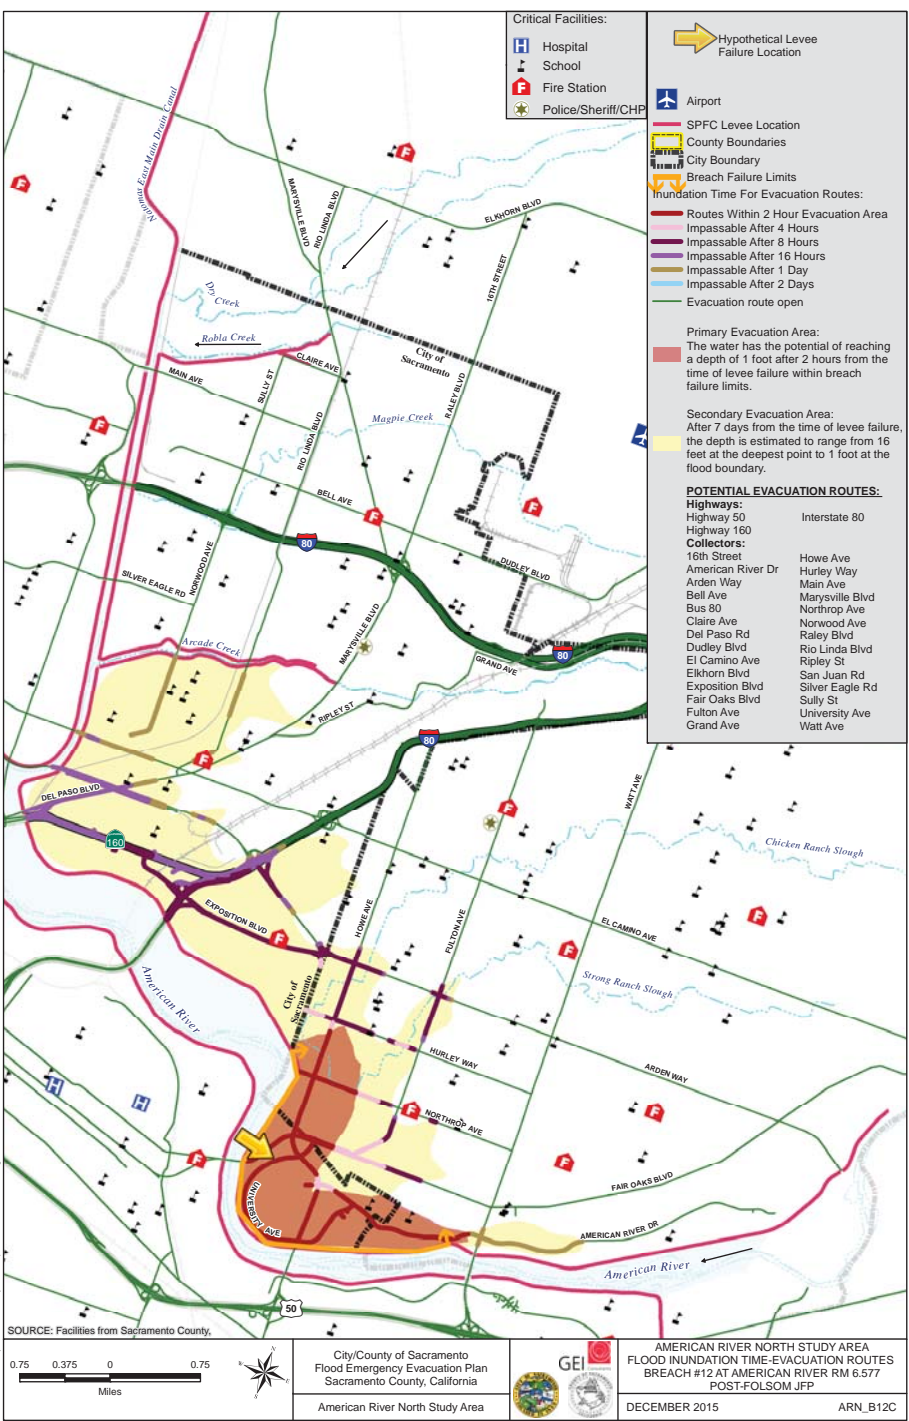 Critical Facilities:
Hospital
School
Fire Station
Police/Sheriff/CHP
Hypothetical Levee
Failure Location
Airport
SPFC Levee Location
County Boundaries
City Boundary
Breach Failure Limits
Inundation Time For Evacuation Routes:
Routes Within 2 Hour Evacuation Area
Impassable After 4 Hours
Impassable After 8 Hours
Impassable After 16 Hours
Impassable After 1 Day
Impassable After 2 Days
Evacuation route open
Primary Evacuation Area:
The water has the potential of reaching
a depth of 1 foot after 2 hours from the
time of levee failure within breach
failure limits.
Secondary Evacuation Area:
After 7 days from the time of levee failure,
the depth is estimated to range from 16
feet at the deepest point to 1 foot at the
flood boundary.
POTENTIAL EVACUATION ROUTES:
Highways:
Highway 50 Interstate 80
Highway 160
Collectors:
16th Street
American River Dr
Arden Way
Bell Ave
Bus 80
Claire Ave
Del Paso Rd
Dudley Blvd
El Camino Ave
Elkhorn Blvd
Exposition Blvd
Fair Oaks Blvd
Fulton Ave
Grand Ave
Howe Ave
Hurley Way
Main Ave
Marysville Blvd
Northrop Ave
Norwood Ave
Raley Blvd
Rio Linda Blvd
Ripley St
San Juan Rd
Silver Eagle Rd
Sully St
University Ave
Watt Ave
Natomas East Main Drain Canal
MARYSVILLE BLVD
RIO LINDA BLVD
ELKHORN BLVD
16TH STREET
Dry
Creek
Robla Creek
City of
Sacramento
CLAIRE AVE
MAIN AVE
SULLY ST
RALEY BLVD
Magpie Creek
RIO LINDA BLVD
BELL AVE
80
DUDLEY BLVD
NORWOOD AVE
SILVER EAGLE RD
MARYSVILLE BLVD
Arcade Creek
80
GRAND AVE
RIPLEY ST
80
WATT AVE
DEL PASO BLVD
160
Chicken Ranch Slough
EXPOSITION BLVD
HOWE AVE
FULTON AVE
EL CAMINO AVE
American River
City of
Sacramento
Strong Ranch Slough
HURLEY WAY
ARDEN WAY
NORTHROP AVE
FAIR OAKS BLVD
UNIVERSITY AVE
AMERICAN RIVER DR
American River
50
SOURCE: Facilities from Sacramento County,
0.75 0.375 0 0.75
Miles
N
E
S
W
City/County of Sacramento
Flood Emergency Evacuation Plan
Sacramento County, California
American River North Study Area
GEI
AMERICAN RIVER NORTH STUDY AREA
FLOOD INUNDATION TIME-EVACUATION ROUTES
BREACH #12 AT AMERICAN RIVER RM 6.577
POST-FOLSOM JFP
DECEMBER 2015 ARN_B12C